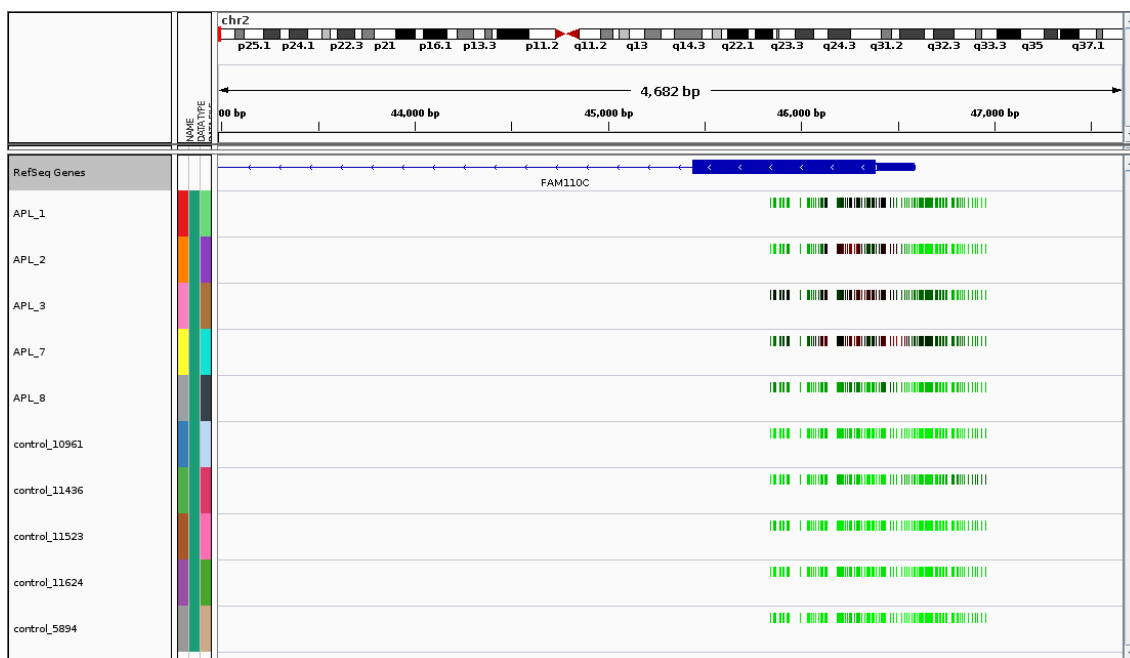 chr2
p25.1 p24.1 p22.3 p21 p16.1 p13.3 p11.2 q11.2 q13 q14.3 q22.1 q23.3 q24.3 q31.2 q32.3 q33.3 q35 q37.1
4,682 bp
00 bp 44,000 bp 45,000 bp 46,000 bp 47,000 bp
NAME
DATA TYPE
DATA
RefSeq Genes
FAM110C
APL_1
APL_2
APL_3
APL_7
APL_8
control_10961
control_11436
control_11523
control_11624
control_5894